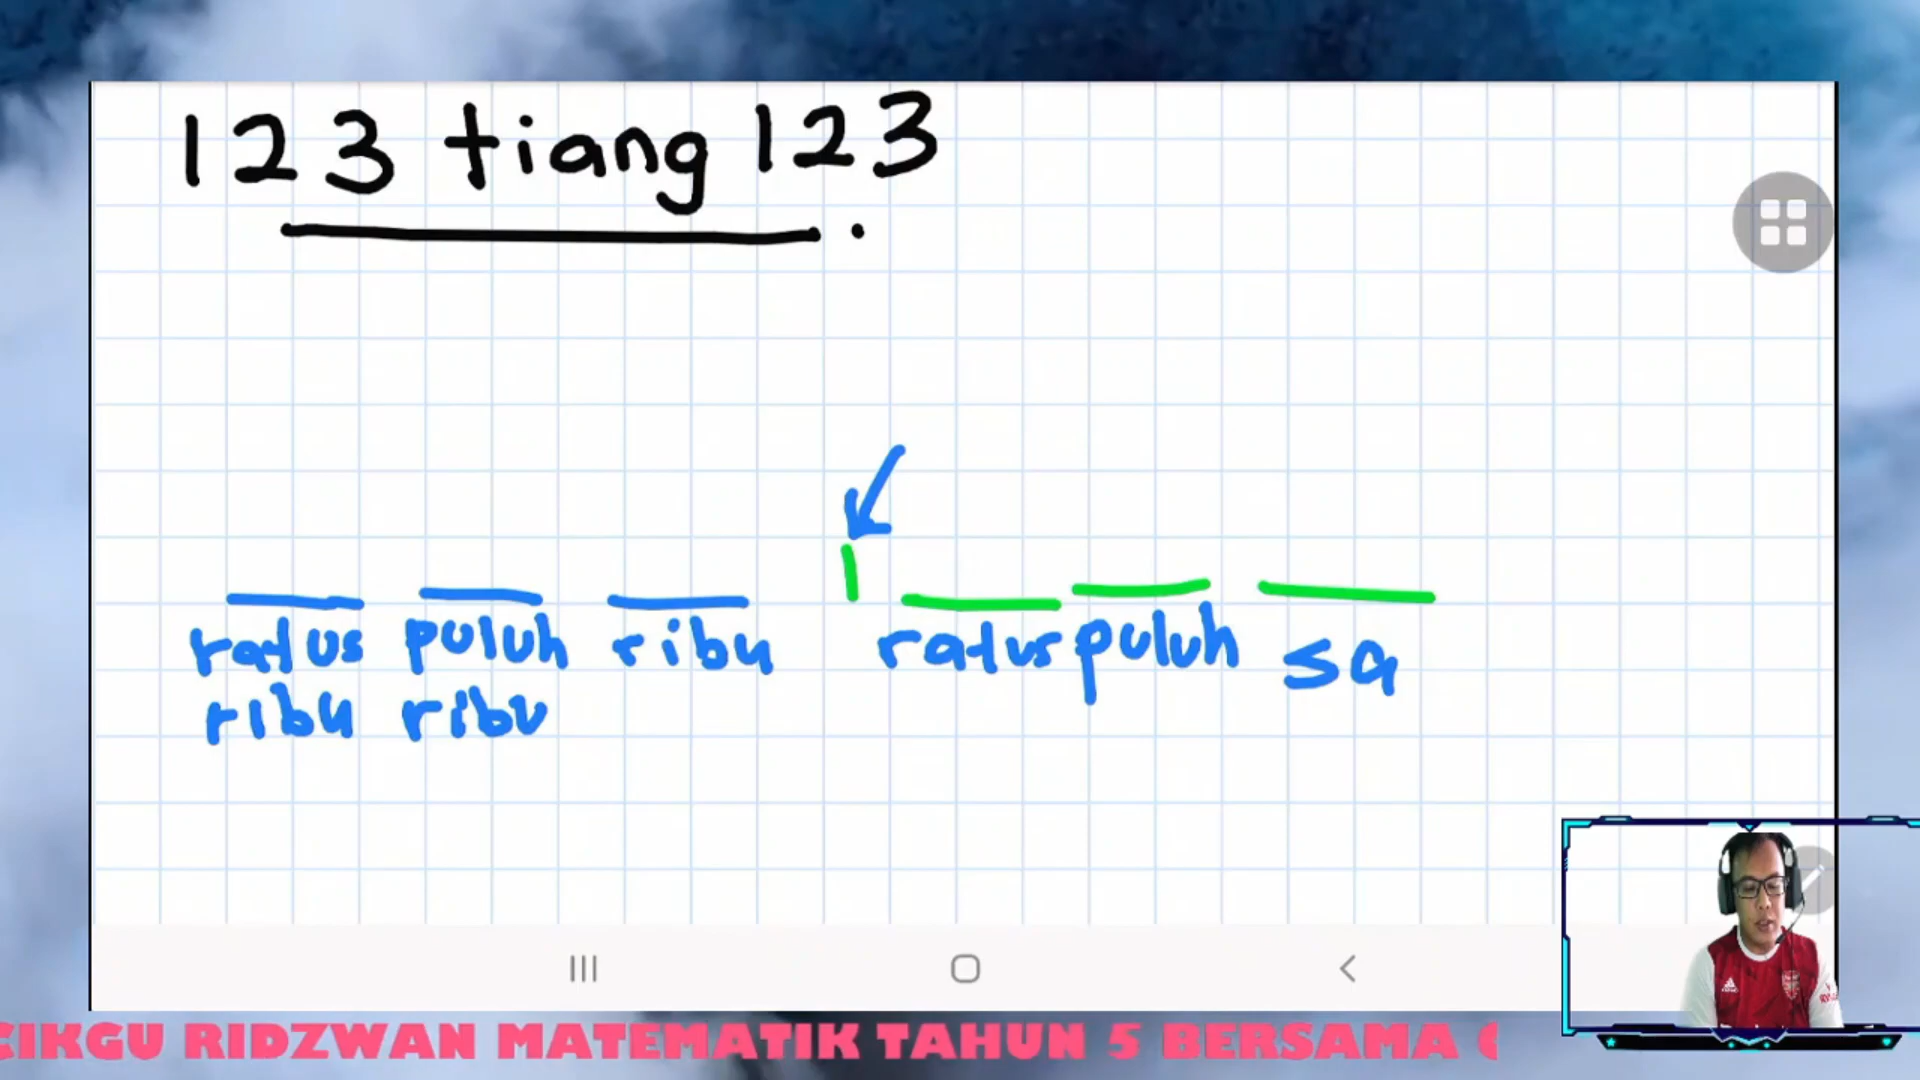 123 tiang 123
ratus puluh ribu ratus puluh sa
ribu ribu
CIKGU RIDZWAN MATEMATIK TAHUN 5 BERSAMA